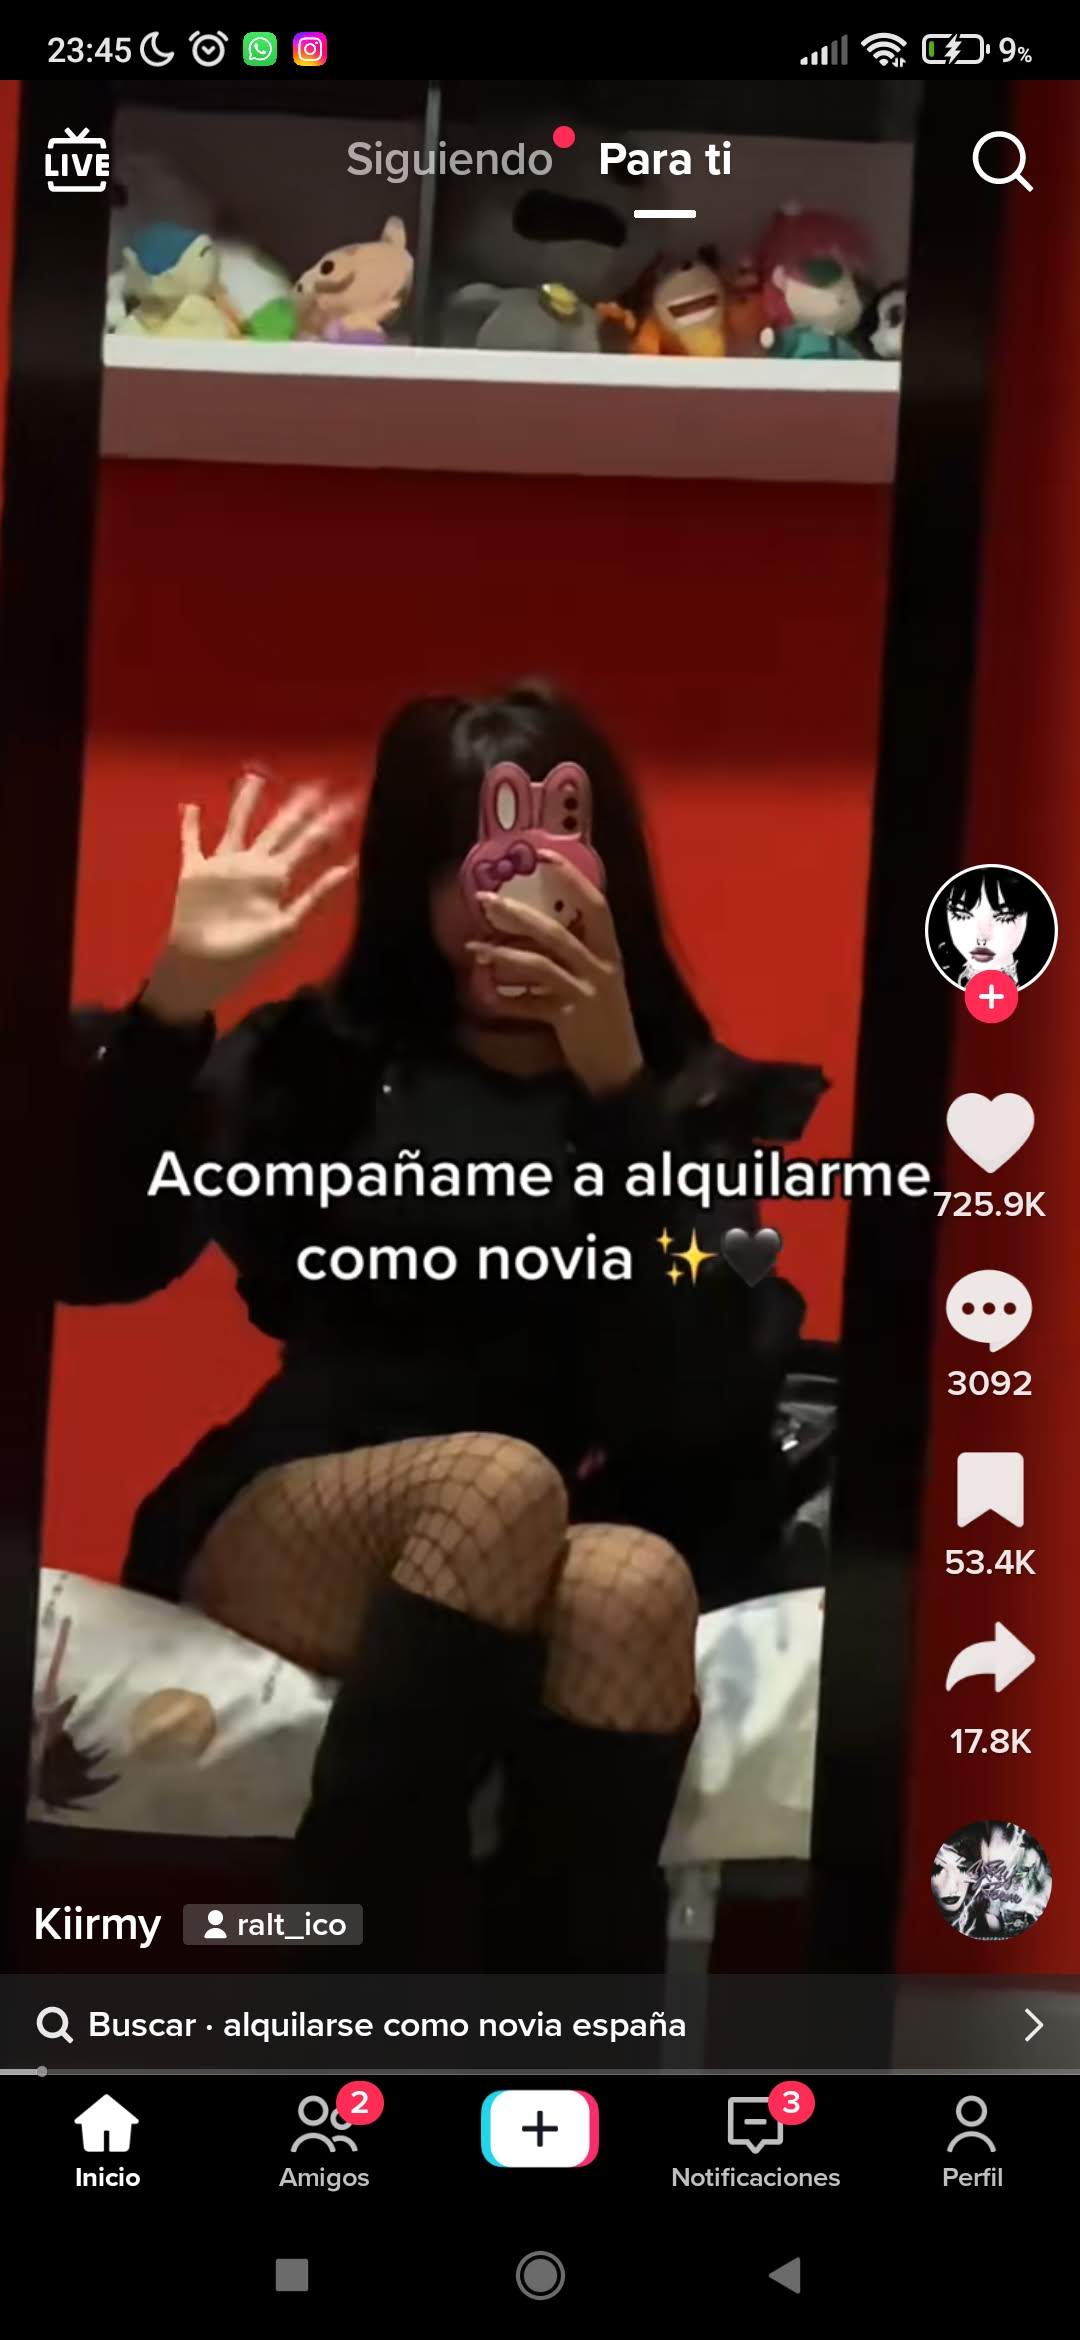 23:45
9%
LIVE
Siguiendo
Para ti
Acompañame a alquilarme
como novia ✨🖤
725.9K
3092
53.4K
17.8K
Kiirmy
ralt_ico
Buscar · alquilarse como novia españa
2
3
Inicio
Amigos
Notificaciones
Perfil